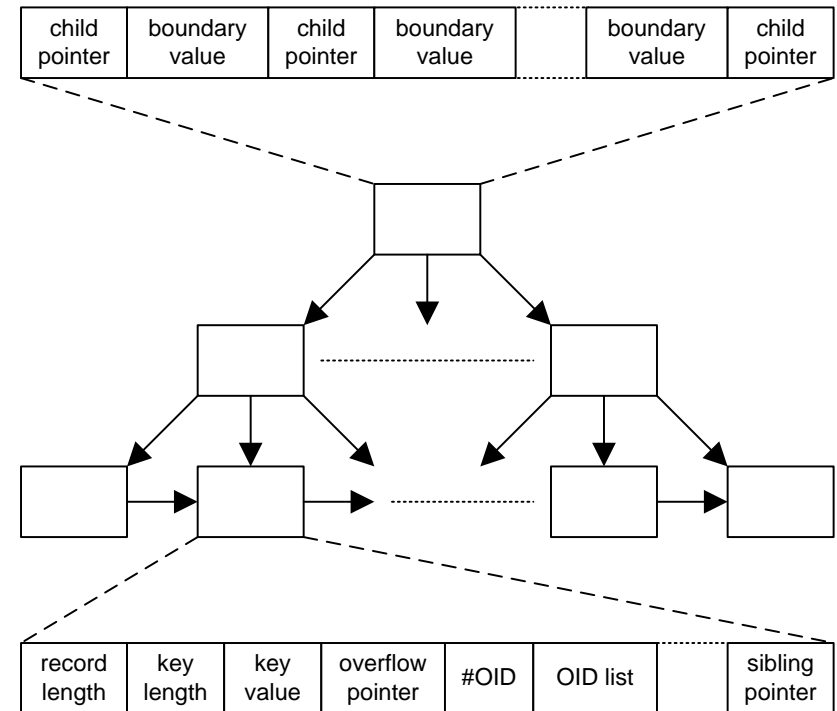 child pointer
boundary value
child pointer
boundary value
boundary value
child pointer
record length
key length
key value
overflow pointer
#OID
OID list
sibling pointer